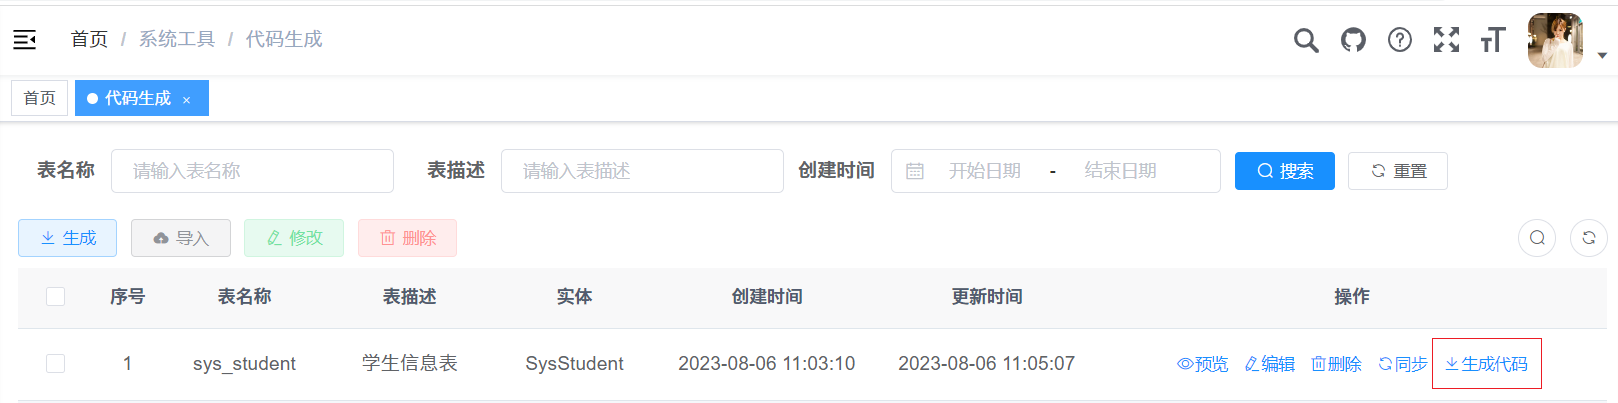 首页 / 系统工具 / 代码生成
首页 代码生成 ×
表名称 请输入表名称 表描述 请输入表描述 创建时间 开始日期 - 结束日期 搜索 重置
生成 导入 修改 删除
序号 表名称 表描述 实体 创建时间 更新时间 操作
1 sys_student 学生信息表 SysStudent 2023-08-06 11:03:10 2023-08-06 11:05:07 预览 编辑 删除 同步 生成代码